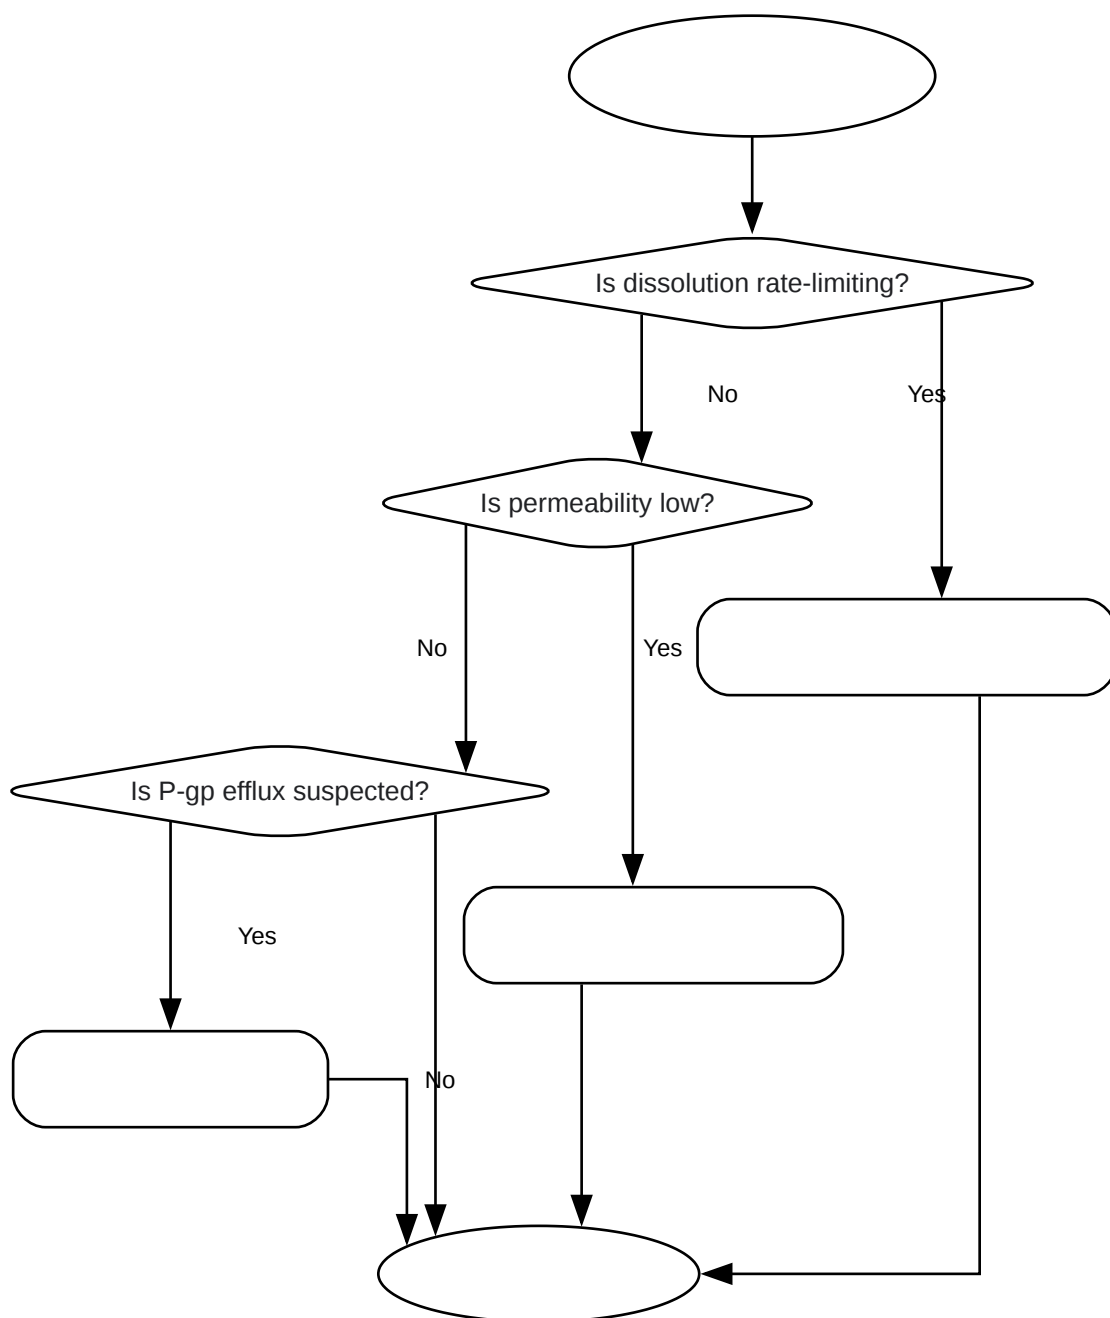 Is dissolution rate-limiting?
No
Yes
Is permeability low?
No
Yes
Is P-gp efflux suspected?
Yes
No